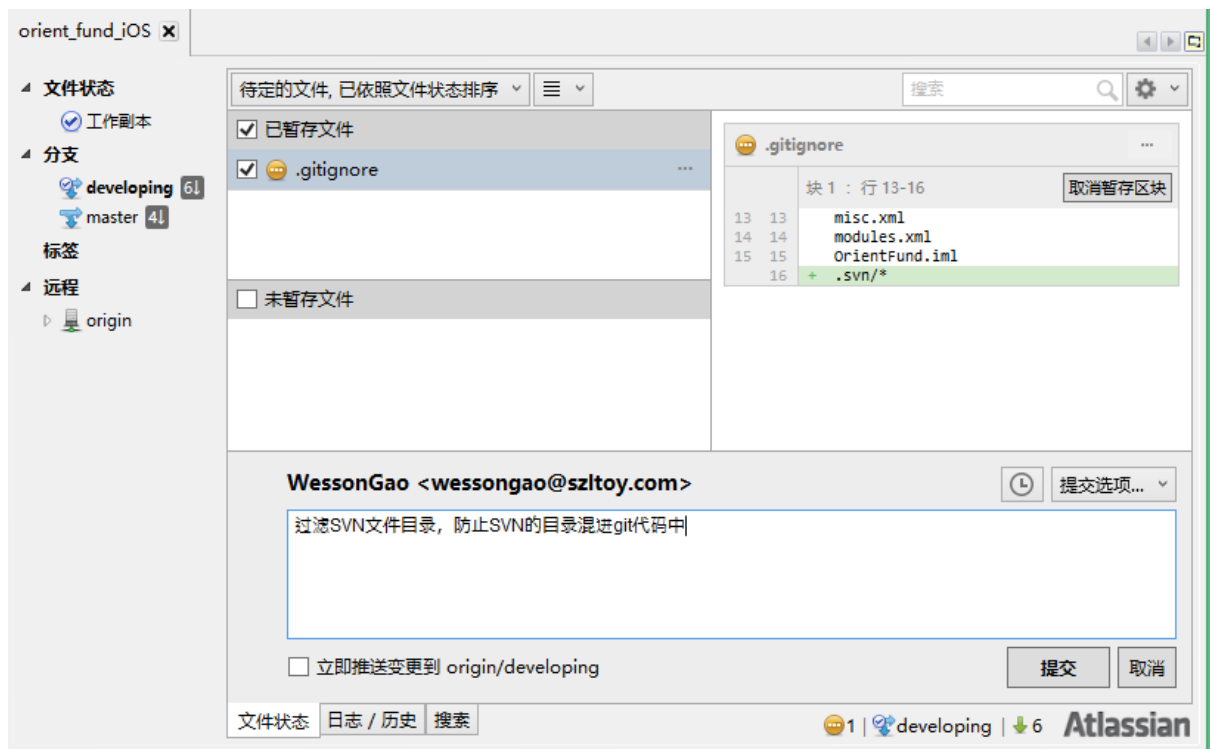 orient_fund_iOS
文件状态
工作副本
分支
developing 6↓
master 4↓
标签
远程
origin
待定的文件, 已依照文件状态排序
搜索
已暂存文件
.gitignore ...
未暂存文件
.gitignore ...
块 1 : 行 13-16 取消暂存区块
13 13 misc.xml
14 14 modules.xml
15 15 OrientFund.iml
16 + .svn/*
WessonGao <wessongao@szltoy.com>
提交选项...
过滤SVN文件目录，防止SVN的目录混进git代码中
立即推送变更到 origin/developing
提交 取消
文件状态 日志 / 历史 搜索
1 | developing | 6 Atlassian